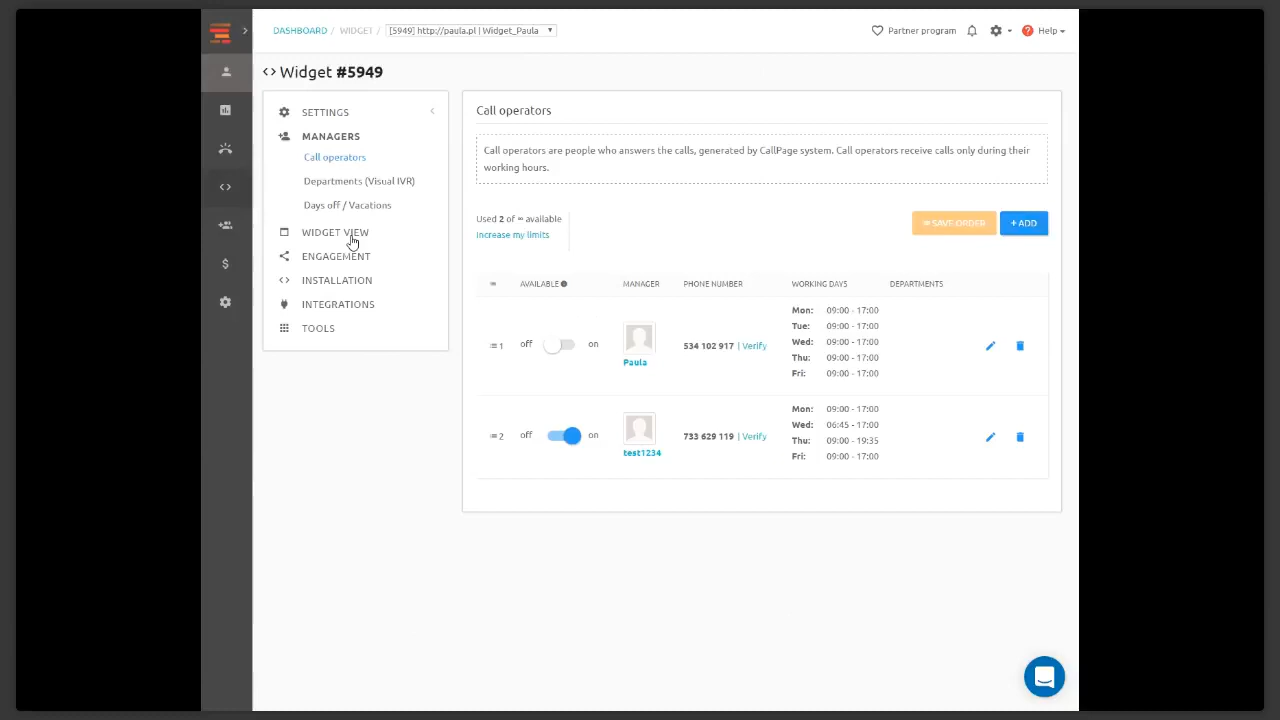 DASHBOARD / WIDGET / [5949] http://paula.pl | Widget_Paula
Partner program
Help
<> Widget #5949
SETTINGS
MANAGERS
Call operators
Departments (Visual IVR)
Days off / Vacations
WIDGET VIEW
ENGAGEMENT
INSTALLATION
INTEGRATIONS
TOOLS
Call operators
Call operators are people who answers the calls, generated by CallPage system. Call operators receive calls only during their
working hours.
Used 2 of ∞ available
Increase my limits
SAVE ORDER
+ADD
AVAILABLE MANAGER PHONE NUMBER WORKING DAYS DEPARTMENTS
1 off on Paula 534 102 917 | Verify
Mon: 09:00 - 17:00
Tue: 09:00 - 17:00
Wed: 09:00 - 17:00
Thu: 09:00 - 17:00
Fri: 09:00 - 17:00
2 off on test1234 733 629 119 | Verify
Mon: 09:00 - 17:00
Wed: 06:45 - 17:00
Thu: 09:00 - 19:35
Fri: 09:00 - 17:00